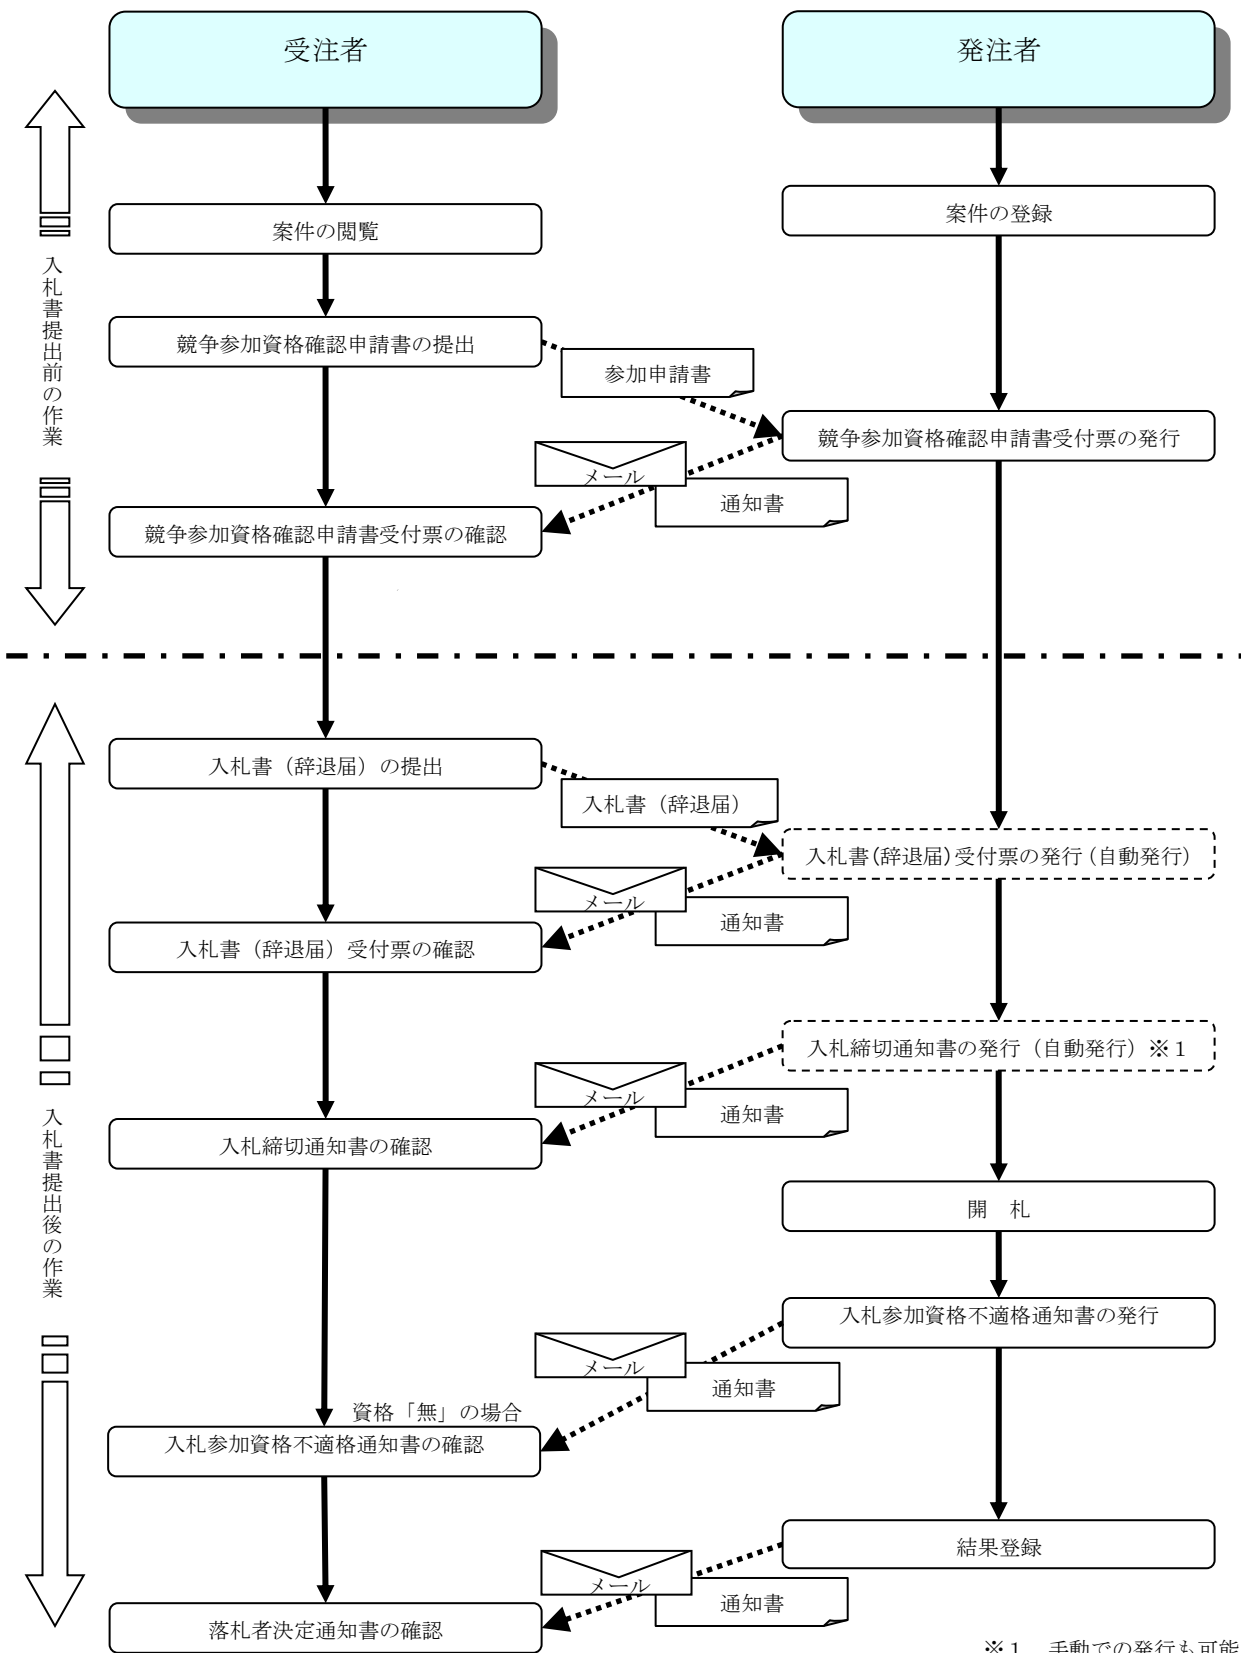 受注者
発注者
案件の登録
案件の閲覧
入札書提出前の作業
競争参加資格確認申請書の提出
参加申請書
競争参加資格確認申請書受付票の発行
メール
通知書
競争参加資格確認申請書受付票の確認
入札書（辞退届）の提出
入札書（辞退届）
入札書(辞退届)受付票の発行(自動発行)
メール
通知書
入札書（辞退届）受付票の確認
入札締切通知書の発行（自動発行）※１
メール
通知書
入札締切通知書の確認
入札書提出後の作業
開　札
入札参加資格不適格通知書の発行
メール
通知書
資格「無」の場合
入札参加資格不適格通知書の確認
結果登録
メール
通知書
落札者決定通知書の確認
※１　手動での発行も可能